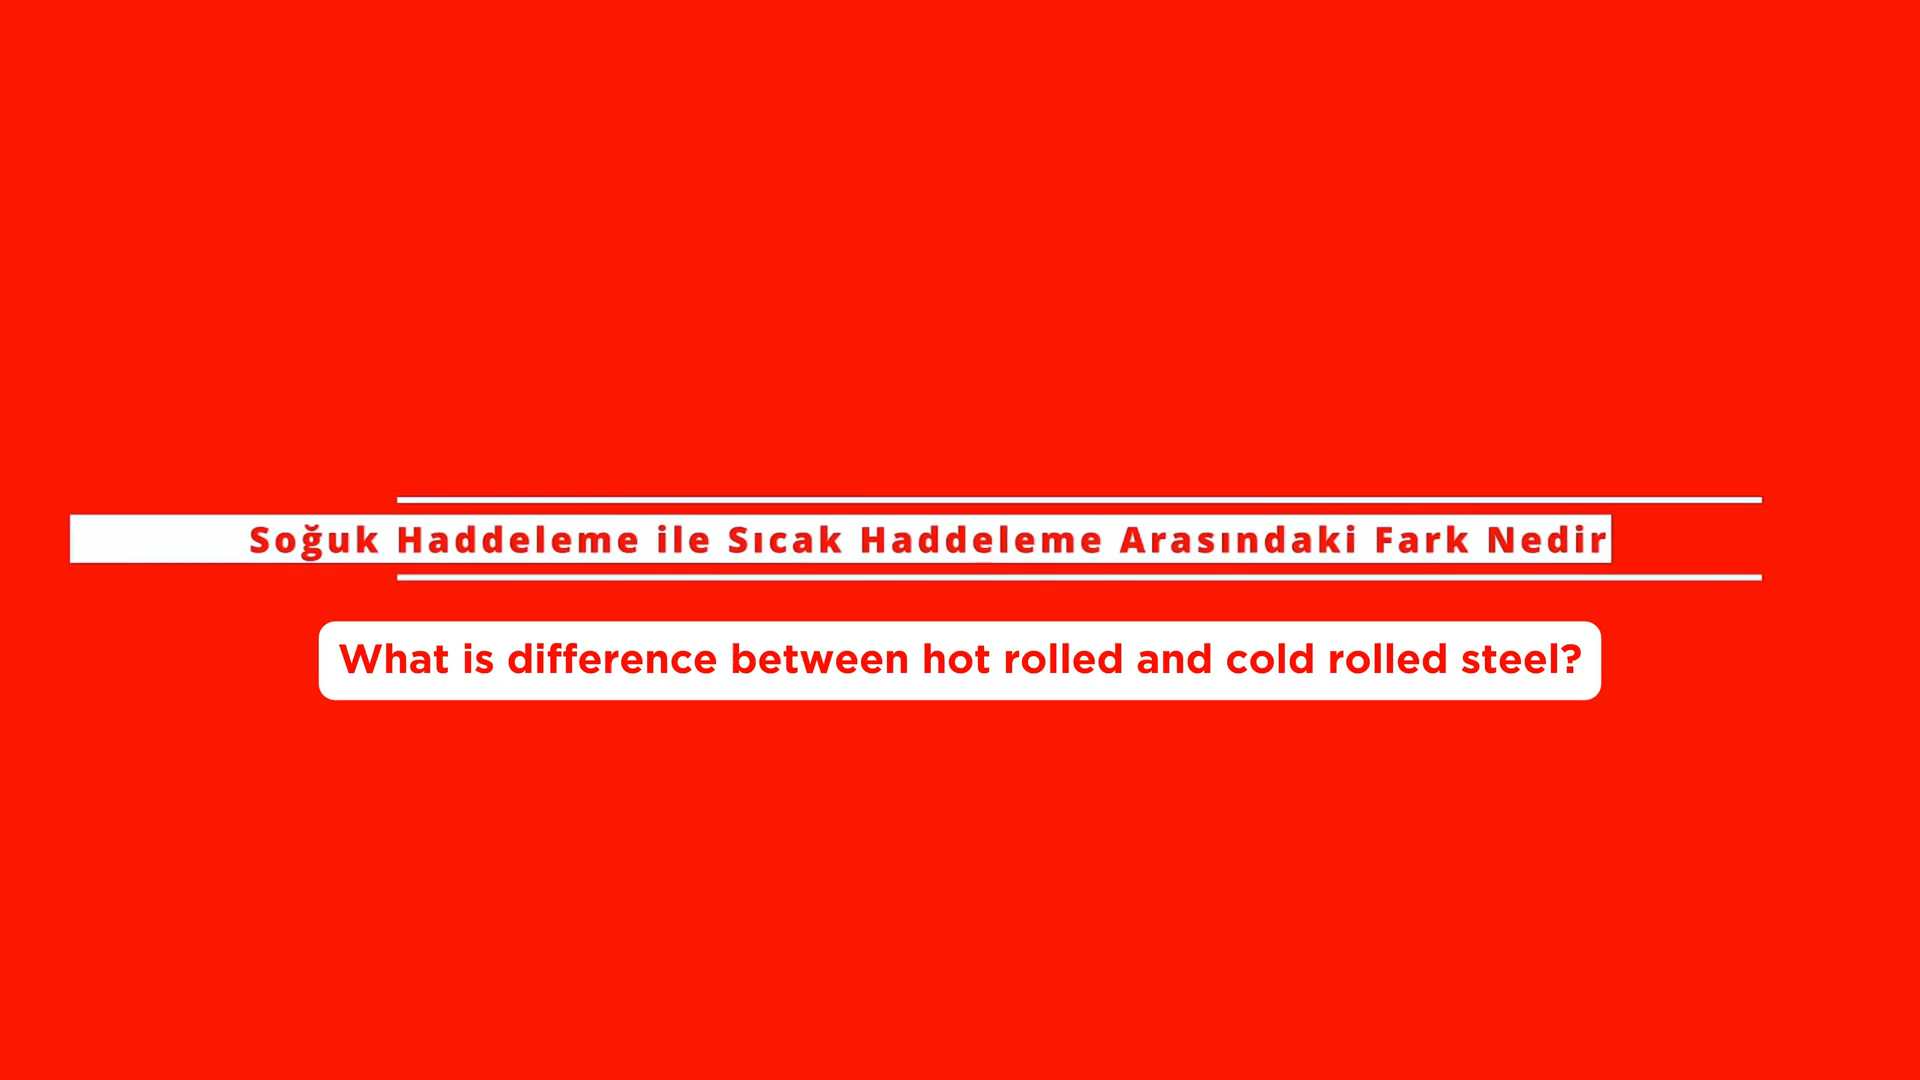 Soğuk Haddeleme ile Sıcak Haddeleme Arasındaki Fark Nedir
What is difference between hot rolled and cold rolled steel?